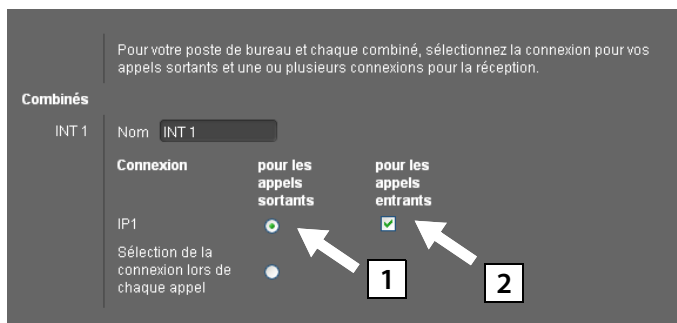 Pour votre poste de bureau et chaque combiné, sélectionnez la connexion pour vos
appels sortants et une ou plusieurs connexions pour la réception.
Combinés
INT 1 Nom INT 1
Connexion pour les appels sortants pour les appels entrants
IP1
Sélection de la
connexion lors de
chaque appel
1
2